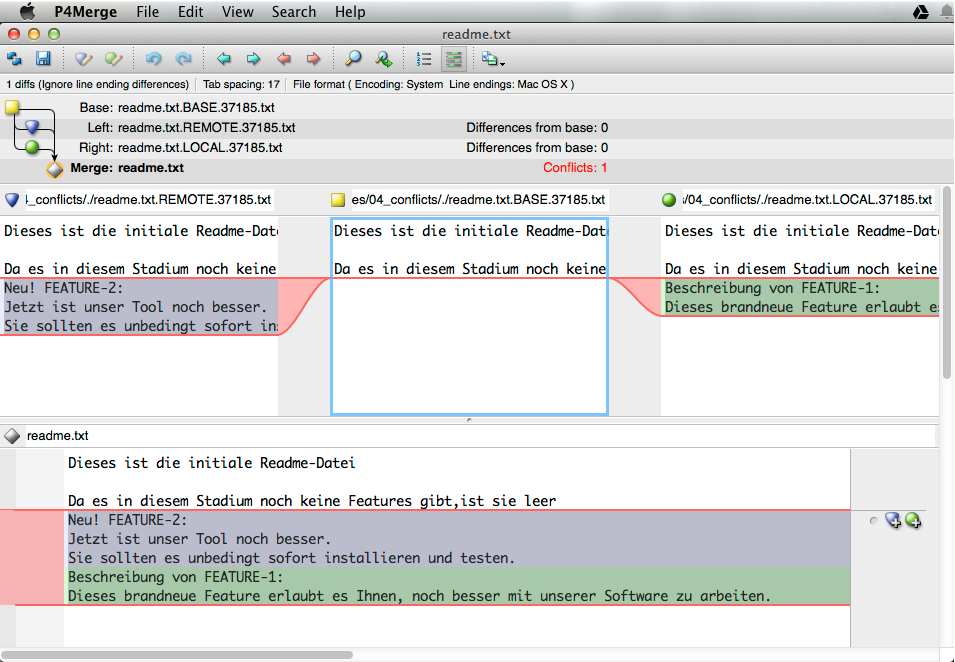 P4Merge File Edit View Search Help
readme.txt
1 diffs (Ignore line ending differences) Tab spacing: 17 File format ( Encoding: System Line endings: Mac OS X )
Base: readme.txt.BASE.37185.txt
Left: readme.txt.REMOTE.37185.txt Differences from base: 0
Right: readme.txt.LOCAL.37185.txt Differences from base: 0
Merge: readme.txt Conflicts: 1
4_conflicts/./readme.txt.REMOTE.37185.txt
es/04_conflicts/./readme.txt.BASE.37185.txt
/04_conflicts/./readme.txt.LOCAL.37185.txt
Dieses ist die initiale Readme-Date
Da es in diesem Stadium noch keine
Neu! FEATURE-2:
Jetzt ist unser Tool noch besser.
Sie sollten es unbedingt sofort ins
Dieses ist die initiale Readme-Dat
Da es in diesem Stadium noch keine
Dieses ist die initiale Readme-Date
Da es in diesem Stadium noch keine
Beschreibung von FEATURE-1:
Dieses brandneue Feature erlaubt es
readme.txt
Dieses ist die initiale Readme-Datei
Da es in diesem Stadium noch keine Features gibt,ist sie leer
Neu! FEATURE-2:
Jetzt ist unser Tool noch besser.
Sie sollten es unbedingt sofort installieren und testen.
Beschreibung von FEATURE-1:
Dieses brandneue Feature erlaubt es Ihnen, noch besser mit unserer Software zu arbeiten.